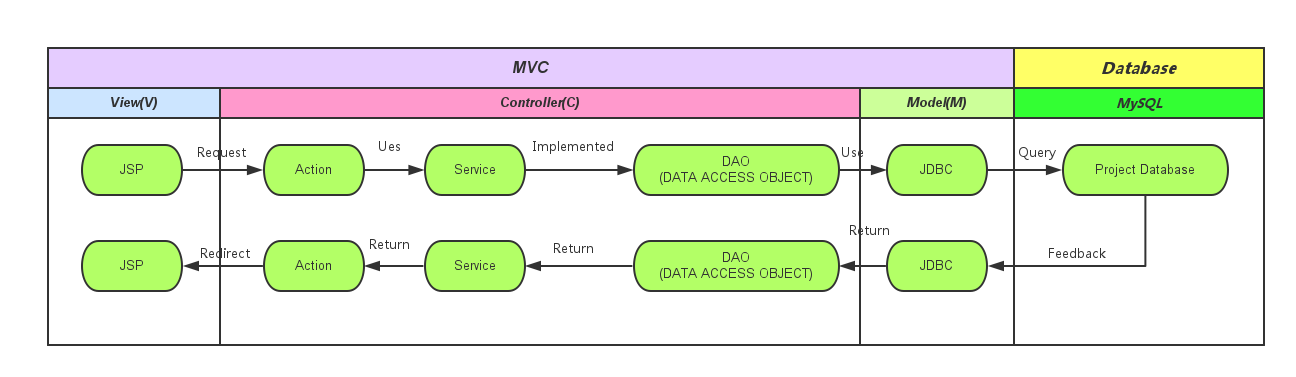 MVC
Database
View(V)
Controller(C)
Model(M)
MySQL
Request
Ues
Implemented
Use
Query
JSP
Action
Service
DAO
(DATA ACCESS OBJECT)
JDBC
Project Database
Redirect
Return
Return
Return
Feedback
JSP
Action
Service
DAO
(DATA ACCESS OBJECT)
JDBC